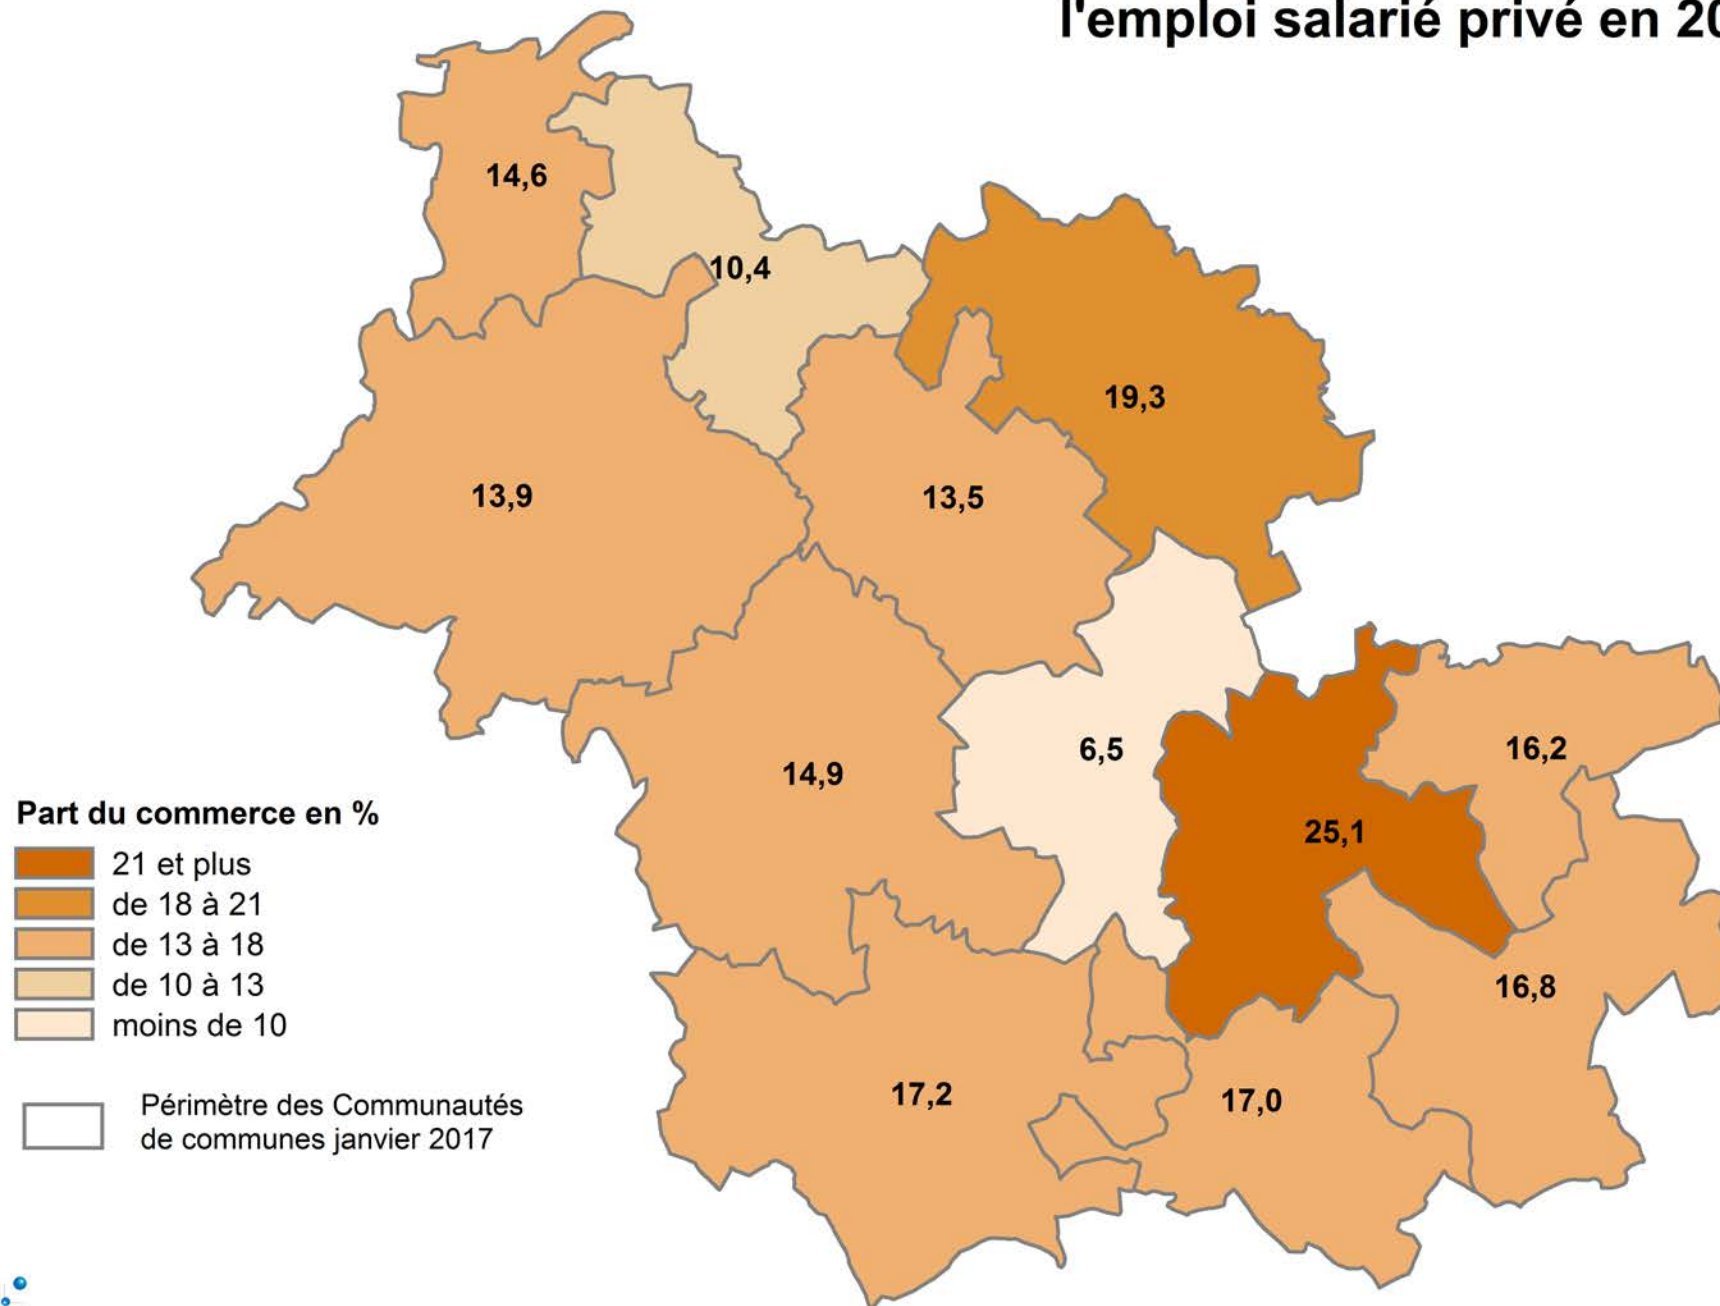 l'emploi salarié privé en 20
14,6
10,4
19,3
13,9
13,5
14,9
6,5
16,2
25,1
16,8
17,2
17,0
Part du commerce en %
21 et plus
de 18 à 21
de 13 à 18
de 10 à 13
moins de 10
Périmètre des Communautés
de communes janvier 2017